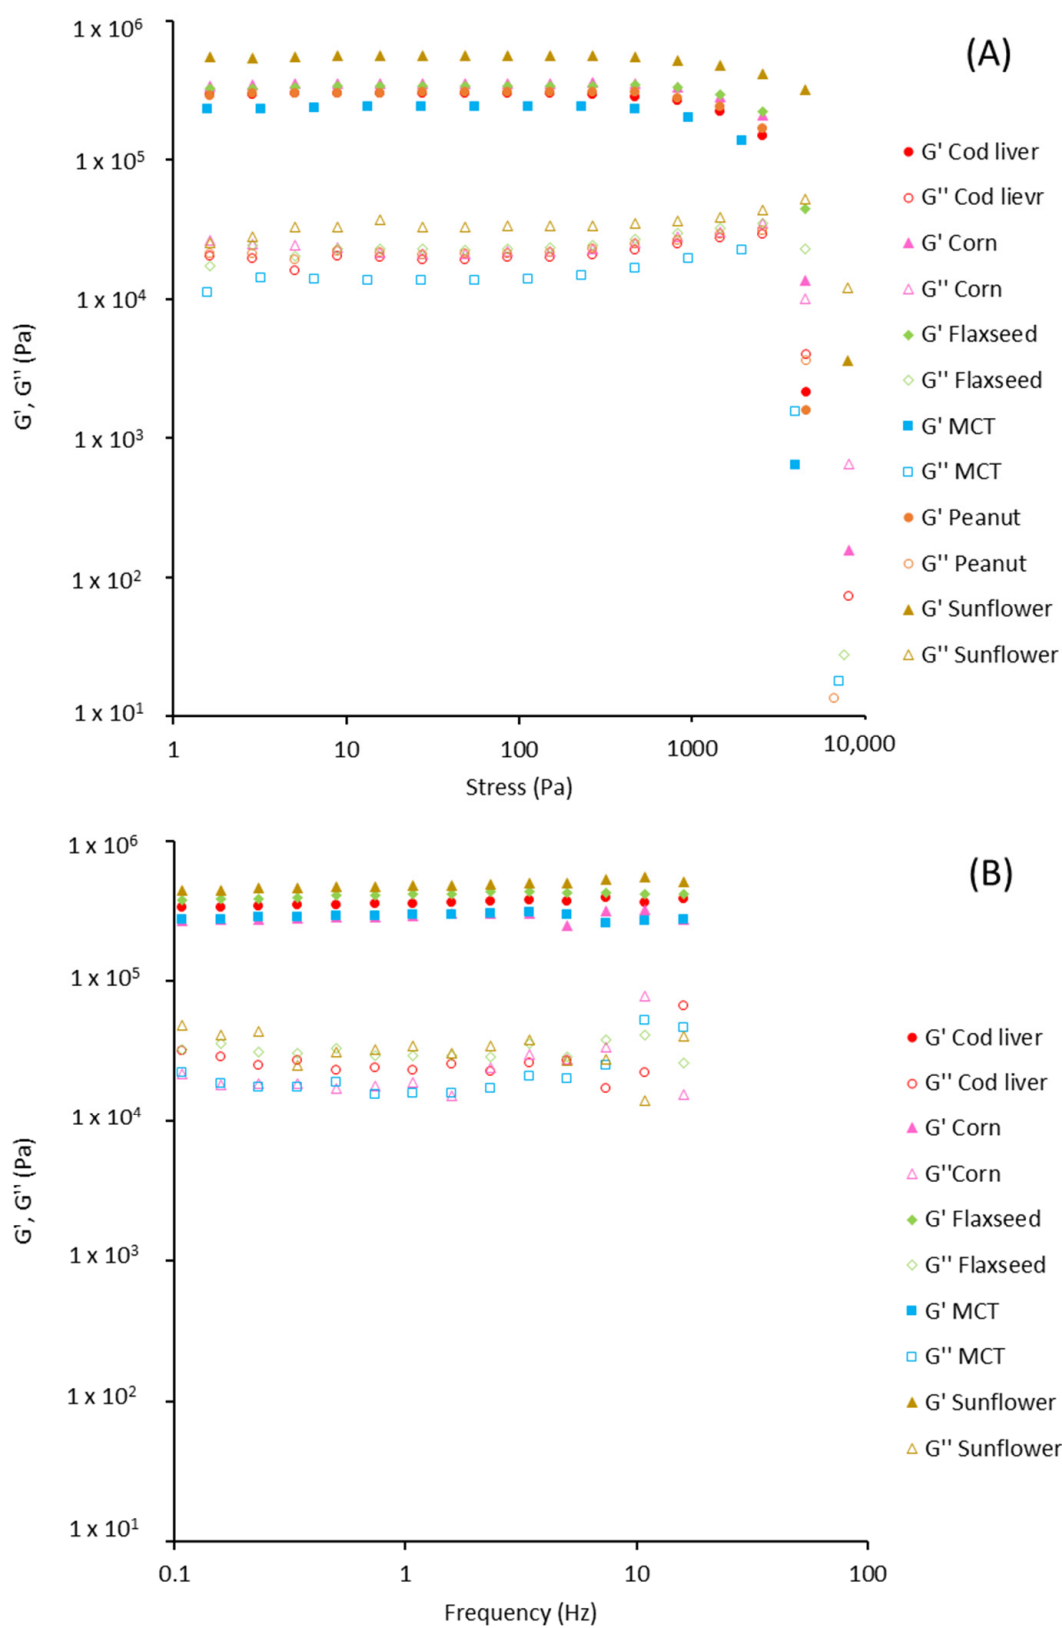 1 x 10⁶
(A)
1 x 10⁵
1 x 10⁴
1 x 10³
1 x 10²
1 x 10¹
G', G'' (Pa)
1
10
100
1000
10,000
Stress (Pa)
G' Cod liver
G'' Cod lievr
G' Corn
G'' Corn
G' Flaxseed
G'' Flaxseed
G' MCT
G'' MCT
G' Peanut
G'' Peanut
G' Sunflower
G'' Sunflower
1 x 10⁶
(B)
1 x 10⁵
1 x 10⁴
1 x 10³
1 x 10²
1 x 10¹
G', G'' (Pa)
0.1
1
10
100
Frequency (Hz)
G' Cod liver
G'' Cod liver
G' Corn
G''Corn
G' Flaxseed
G'' Flaxseed
G' MCT
G'' MCT
G' Sunflower
G'' Sunflower